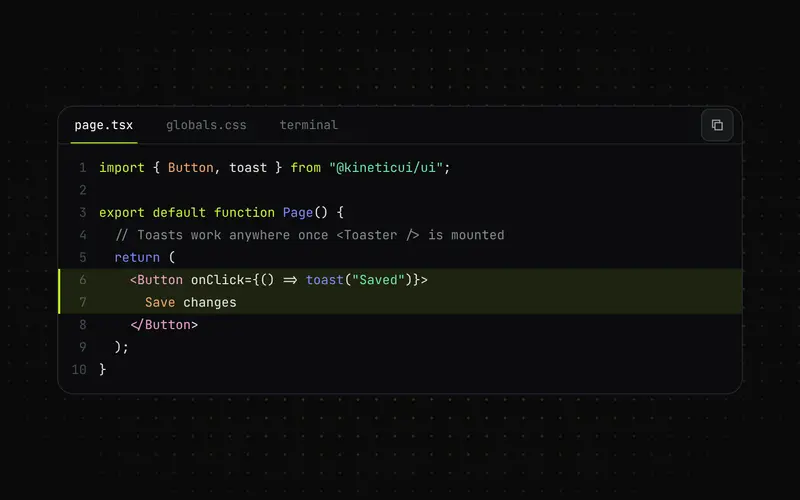 page.tsx globals.css terminal
1 import { Button, toast } from "@kineticui/ui";
2
3 export default function Page() {
4 // Toasts work anywhere once <Toaster /> is mounted
5 return (
6 <Button onClick={() => toast("Saved")}>
7 Save changes
8 </Button>
9 );
10 }